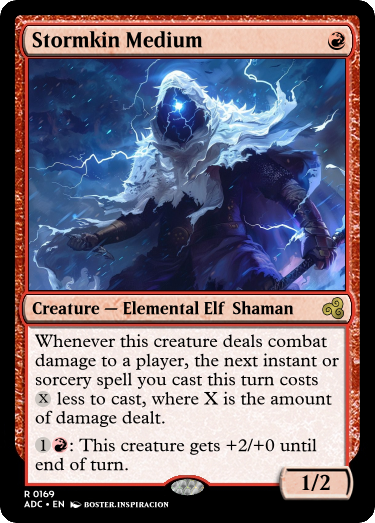 Stormkin Medium
Creature — Elemental Elf Shaman
Whenever this creature deals combat
damage to a player, the next instant or
sorcery spell you cast this turn costs
X less to cast, where X is the amount
of damage dealt.
1: This creature gets +2/+0 until
end of turn.
1/2
R 0169
ADC • EN BOSTER.INSPIRACION